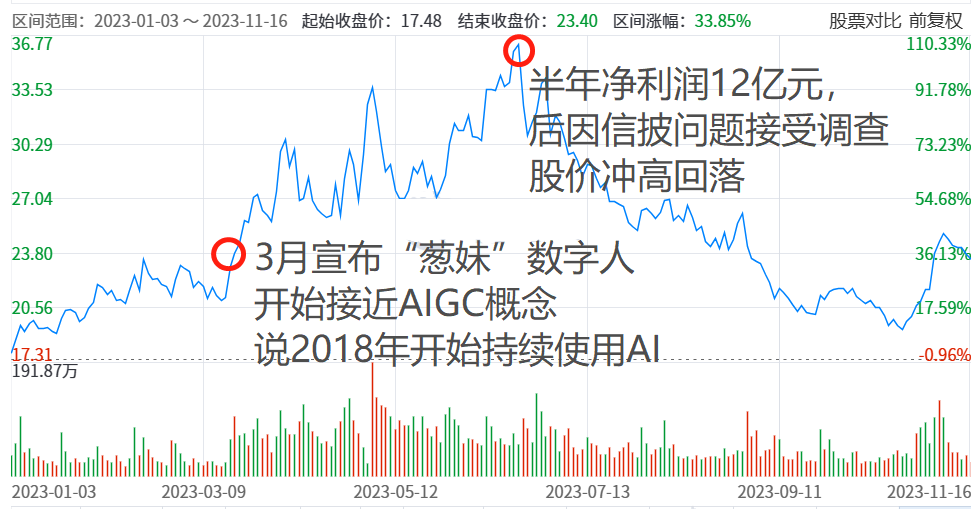 区间范围：2023-01-03 ～ 2023-11-16 起始收盘价：17.48 结束收盘价：23.40 区间涨幅：33.85% 股票对比 前复权
36.77 110.33%
33.53 91.78%
30.29 73.23%
27.04 54.68%
23.80 36.13%
20.56 17.59%
17.31 -0.96%
半年净利润12亿元，
后因信披问题接受调查
股价冲高回落
3月宣布“葱妹”数字人
开始接近AIGC概念
说2018年开始持续使用AI
191.87万
2023-01-03 2023-03-09 2023-05-12 2023-07-13 2023-09-11 2023-11-16